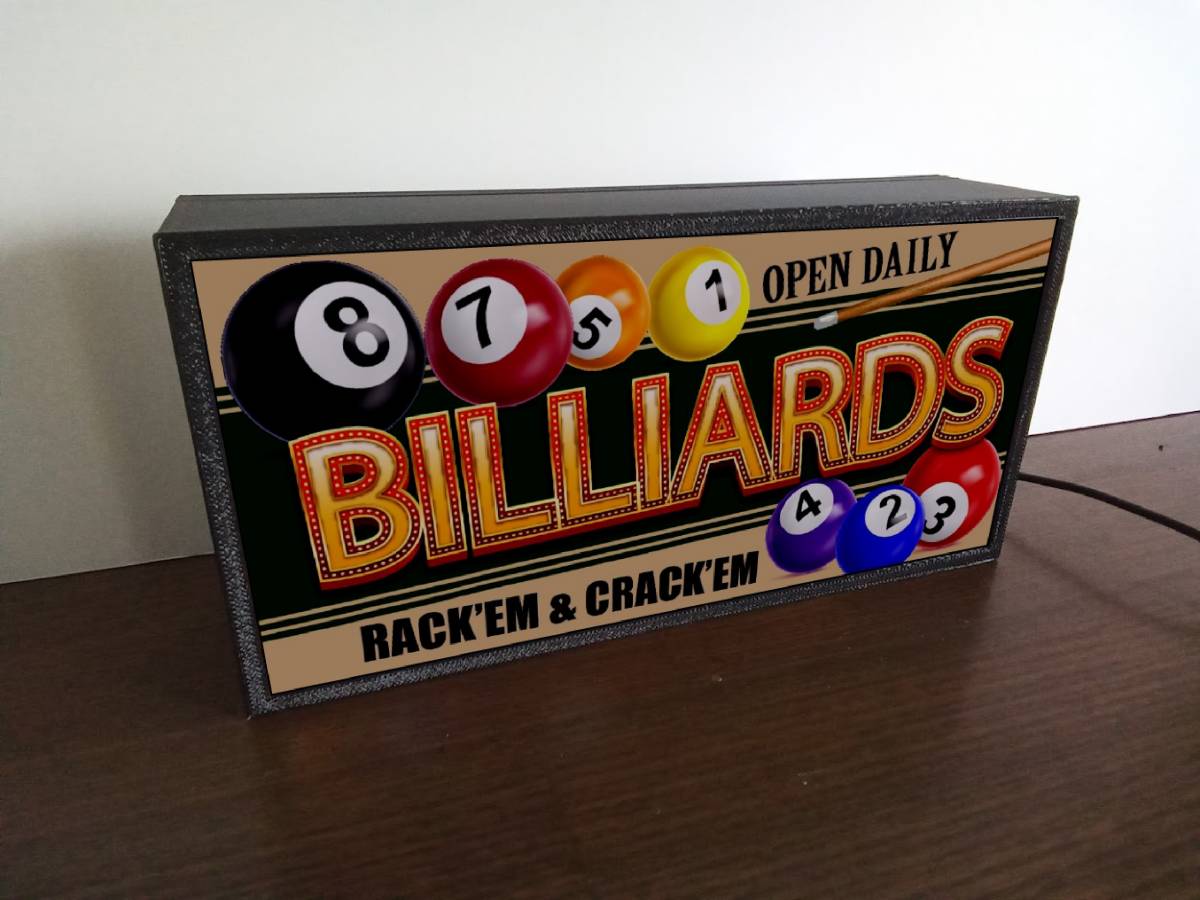 8 7 5 1
OPEN DAILY
BILLIARDS
4 2 3
RACK'EM & CRACK'EM